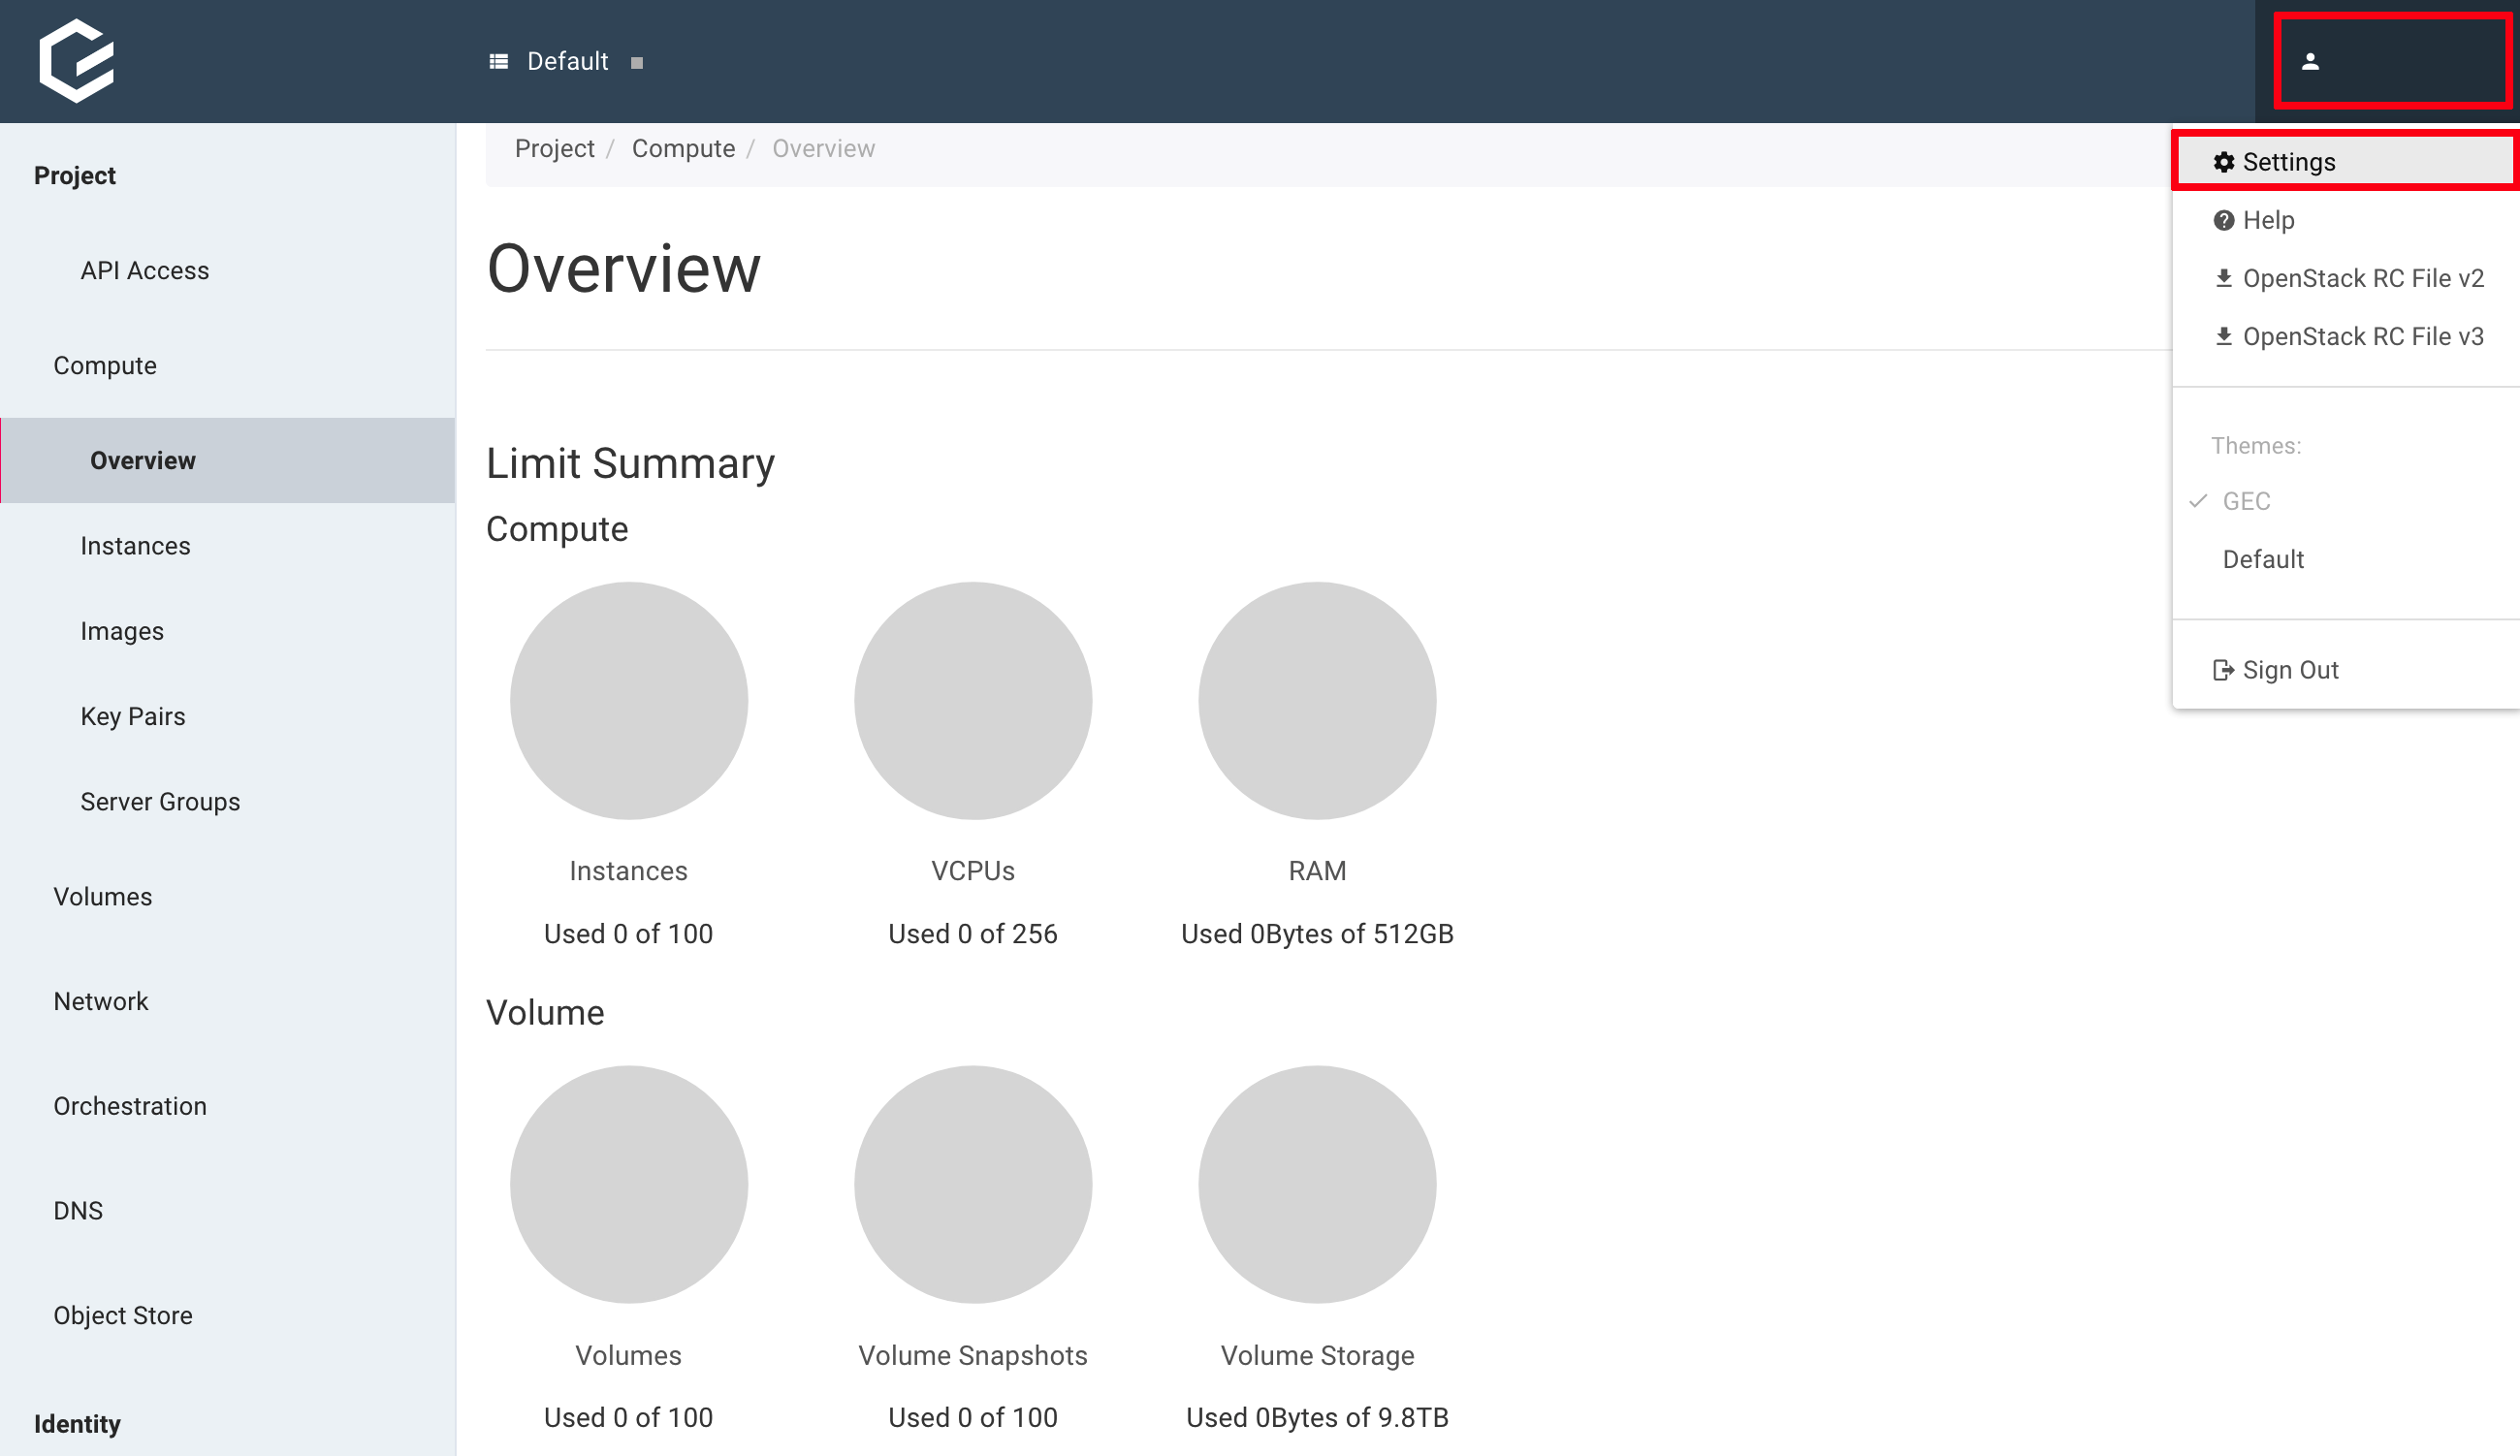 Default
Project
API Access
Compute
Overview
Instances
Images
Key Pairs
Server Groups
Volumes
Network
Orchestration
DNS
Object Store
Identity
Project / Compute / Overview
Overview
Limit Summary
Compute
Instances
Used 0 of 100
VCPUs
Used 0 of 256
RAM
Used 0Bytes of 512GB
Volume
Volumes
Used 0 of 100
Volume Snapshots
Used 0 of 100
Volume Storage
Used 0Bytes of 9.8TB
Settings
Help
OpenStack RC File v2
OpenStack RC File v3
Themes:
GEC
Default
Sign Out